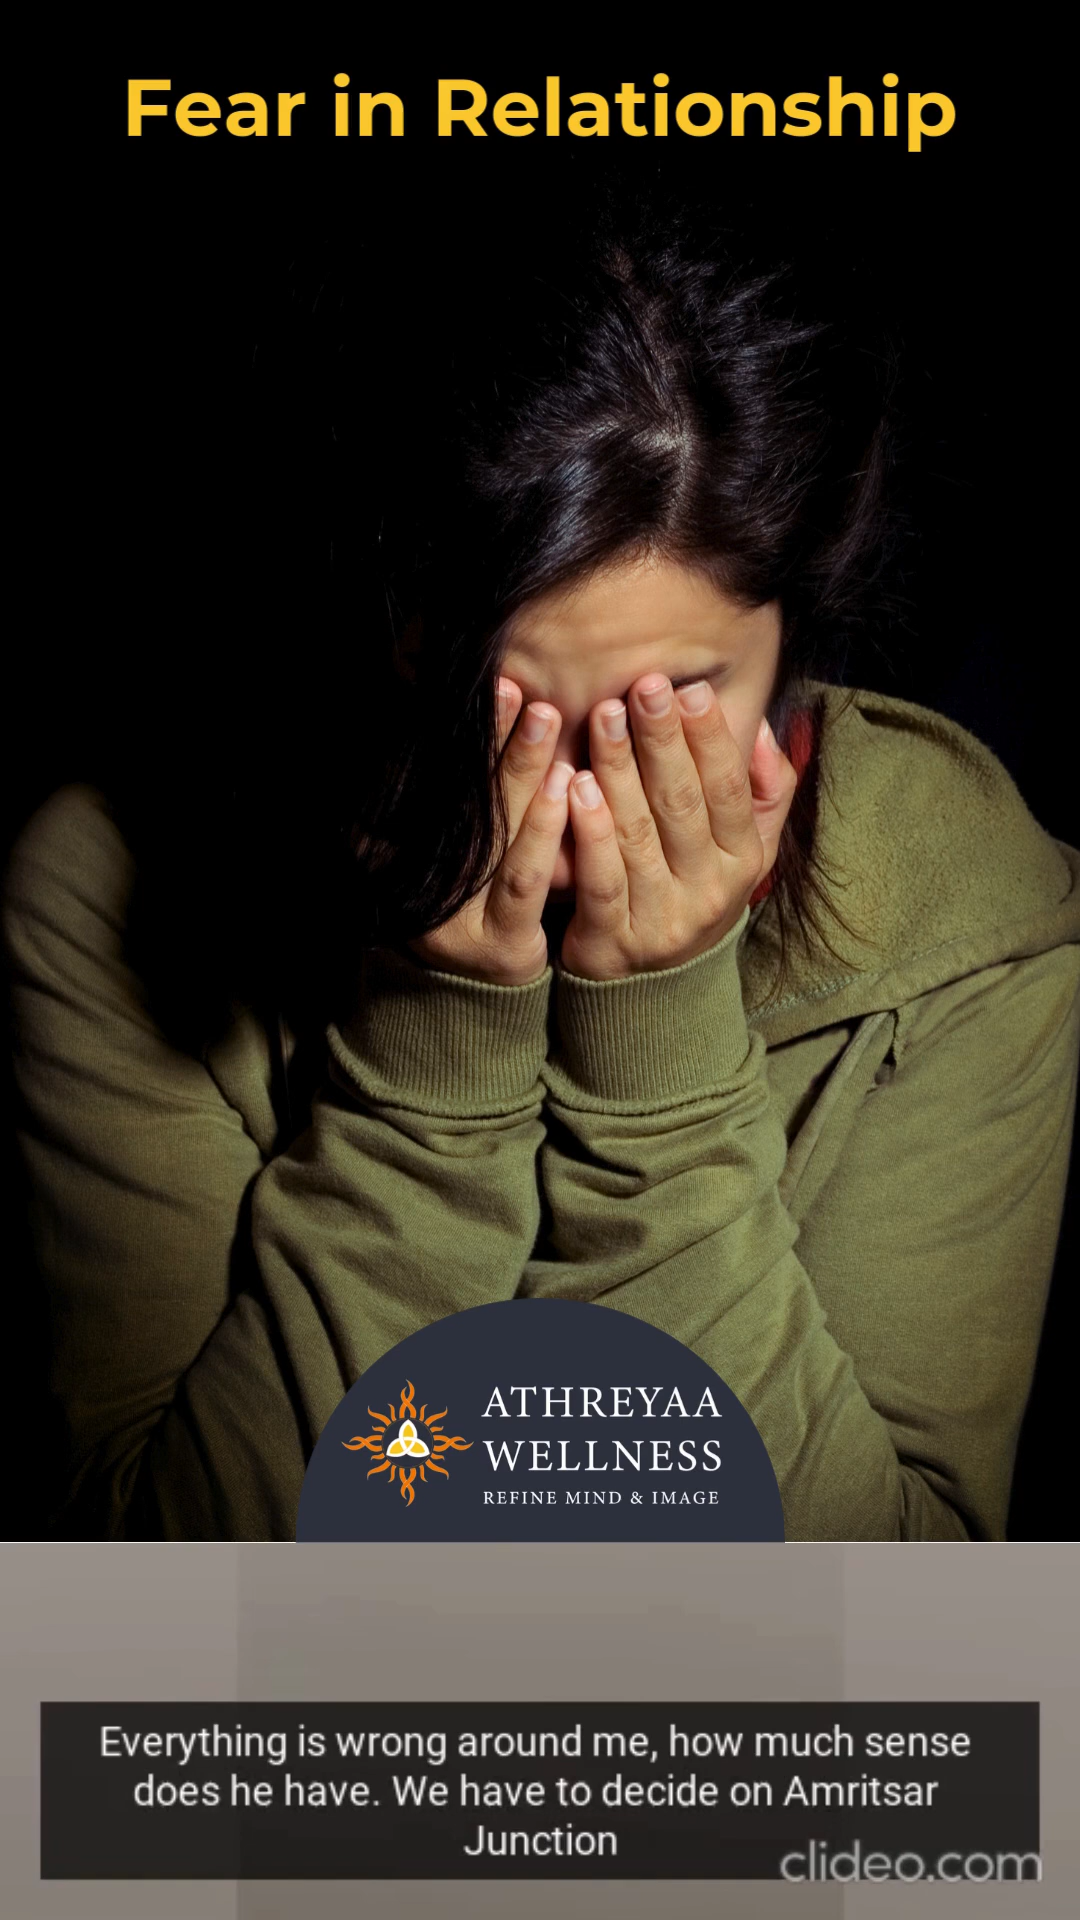 Fear in Relationship
ATHREYAA
WELLNESS
REFINE MIND & IMAGE
Everything is wrong around me, how much sense
does he have. We have to decide on Amritsar
Junction
clideo.com